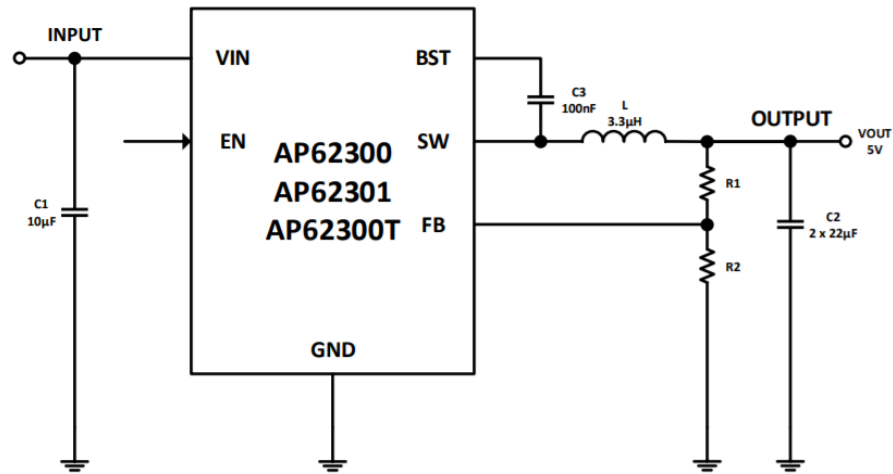 INPUT
VIN
BST
C3
100nF
L
3.3µH
OUTPUT
VOUT
5V
EN
SW
AP62300
AP62301
AP62300T
FB
C1
10µF
R1
C2
2 x 22µF
R2
GND